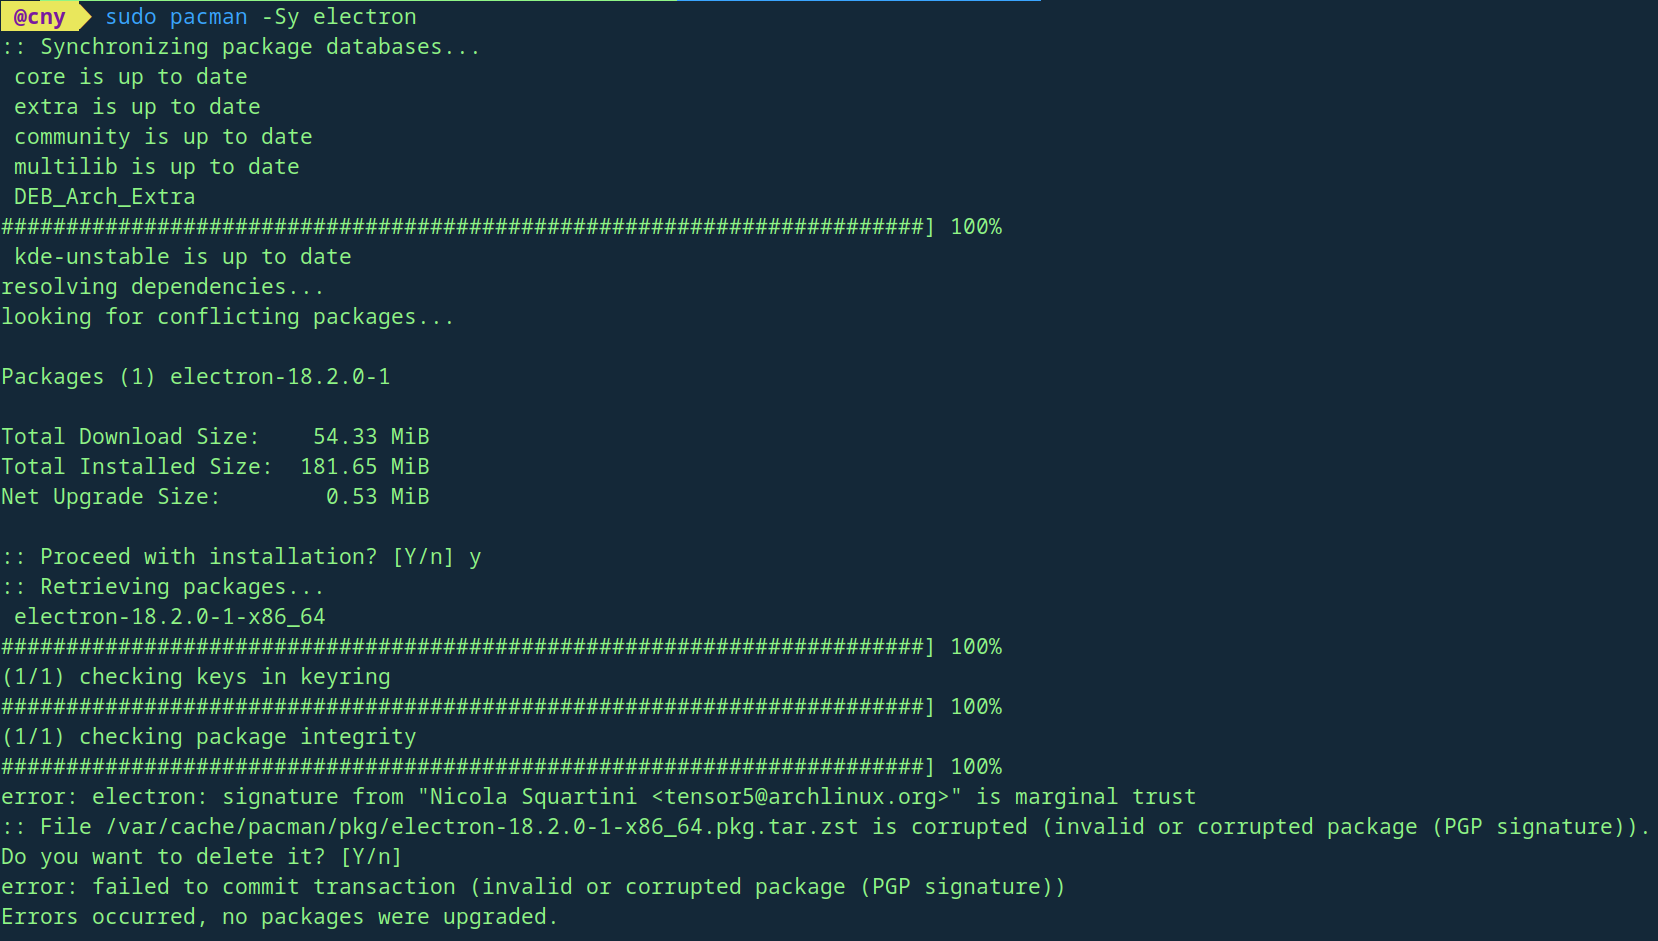 @cny sudo pacman -Sy electron
:: Synchronizing package databases...
 core is up to date
 extra is up to date
 community is up to date
 multilib is up to date
 DEB_Arch_Extra
#######################################################################] 100%
 kde-unstable is up to date
resolving dependencies...
looking for conflicting packages...

Packages (1) electron-18.2.0-1

Total Download Size:    54.33 MiB
Total Installed Size:  181.65 MiB
Net Upgrade Size:        0.53 MiB

:: Proceed with installation? [Y/n] y
:: Retrieving packages...
 electron-18.2.0-1-x86_64
#######################################################################] 100%
(1/1) checking keys in keyring
#######################################################################] 100%
(1/1) checking package integrity
#######################################################################] 100%
error: electron: signature from "Nicola Squartini <tensor5@archlinux.org>" is marginal trust
:: File /var/cache/pacman/pkg/electron-18.2.0-1-x86_64.pkg.tar.zst is corrupted (invalid or corrupted package (PGP signature)).
Do you want to delete it? [Y/n]
error: failed to commit transaction (invalid or corrupted package (PGP signature))
Errors occurred, no packages were upgraded.